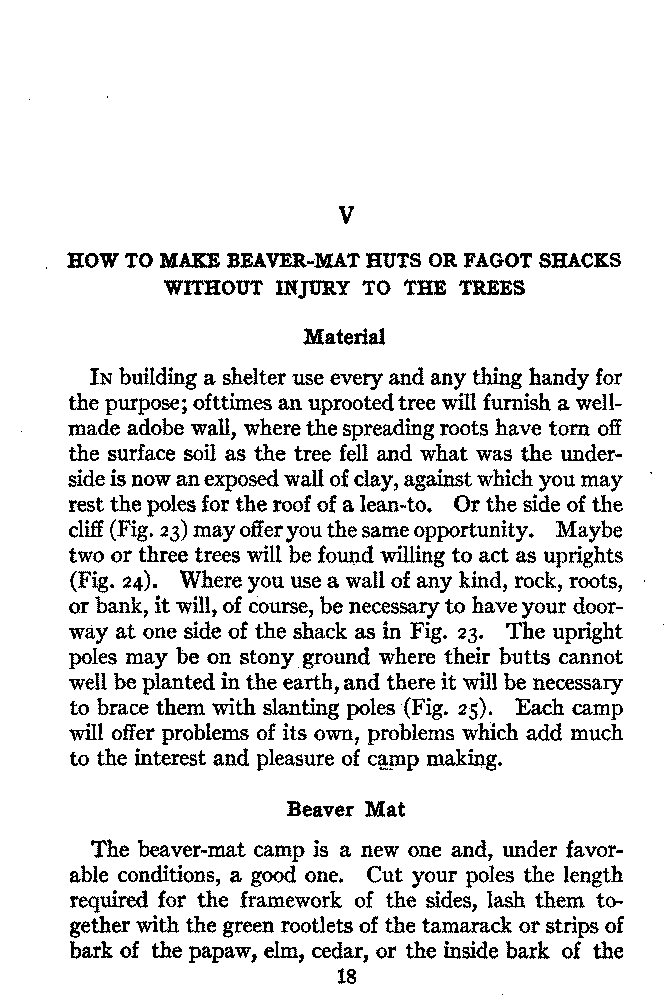 V
HOW TO MAKE BEAVER-MAT HUTS OR FAGOT SHACKS
WITHOUT INJURY TO THE TREES
Material
IN building a shelter use every and any thing handy for
the purpose; ofttimes an uprooted tree will furnish a well-
made adobe wall, where the spreading roots have torn off
the surface soil as the tree fell and what was the under-
side is now an exposed wall of clay, against which you may
rest the poles for the roof of a lean-to. Or the side of the
cliff (Fig. 23) may offer you the same opportunity. Maybe
two or three trees will be found willing to act as uprights
(Fig. 24). Where you use a wall of any kind, rock, roots,
or bank, it will, of course, be necessary to have your door-
way at one side of the shack as in Fig. 23. The upright
poles may be on stony ground where their butts cannot
well be planted in the earth, and there it will be necessary
to brace them with slanting poles (Fig. 25). Each camp
will offer problems of its own, problems which add much
to the interest and pleasure of camp making.
Beaver Mat
The beaver-mat camp is a new one and, under favor-
able conditions, a good one. Cut your poles the length
required for the framework of the sides, lash them to-
gether with the green rootlets of the tamarack or strips of
bark of the papaw, elm, cedar, or the inside bark of the
18